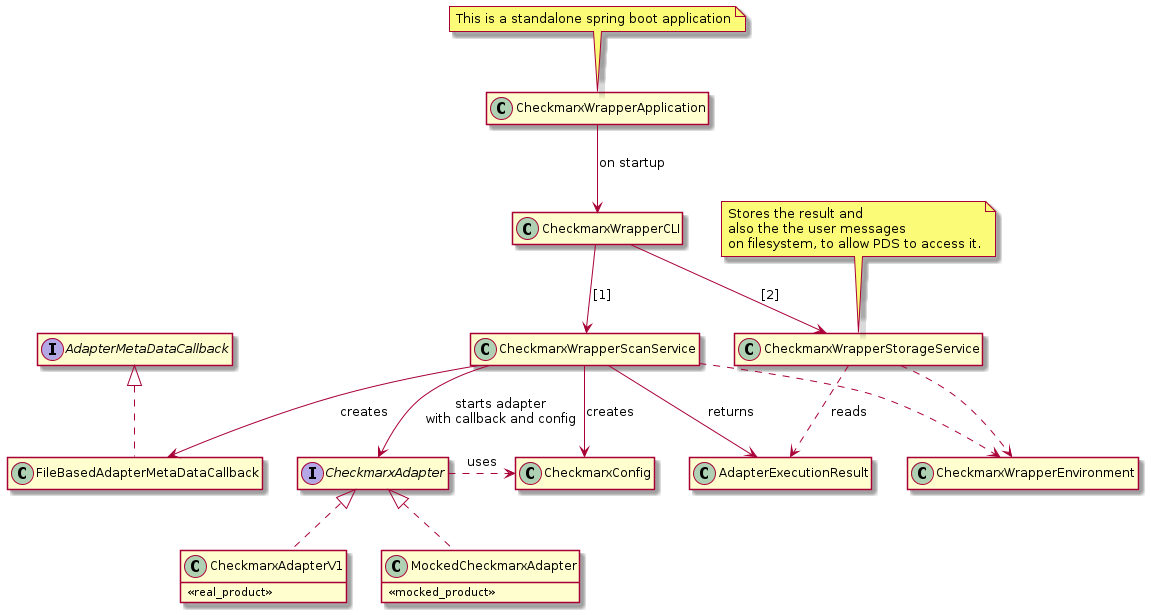 This is a standalone spring boot application
C CheckmarxWrapperApplication
on startup
Stores the result and
also the the user messages
on filesystem, to allow PDS to access it.
C CheckmarxWrapperCLI
[1]
[2]
I AdapterMetaDataCallback
C CheckmarxWrapperScanService
C CheckmarxWrapperStorageService
creates
starts adapter
with callback and config
creates
returns
reads
C FileBasedAdapterMetaDataCallback
I CheckmarxAdapter
uses
C CheckmarxConfig
C AdapterExecutionResult
C CheckmarxWrapperEnvironment
C CheckmarxAdapterV1
«real_product»
C MockedCheckmarxAdapter
«mocked_product»